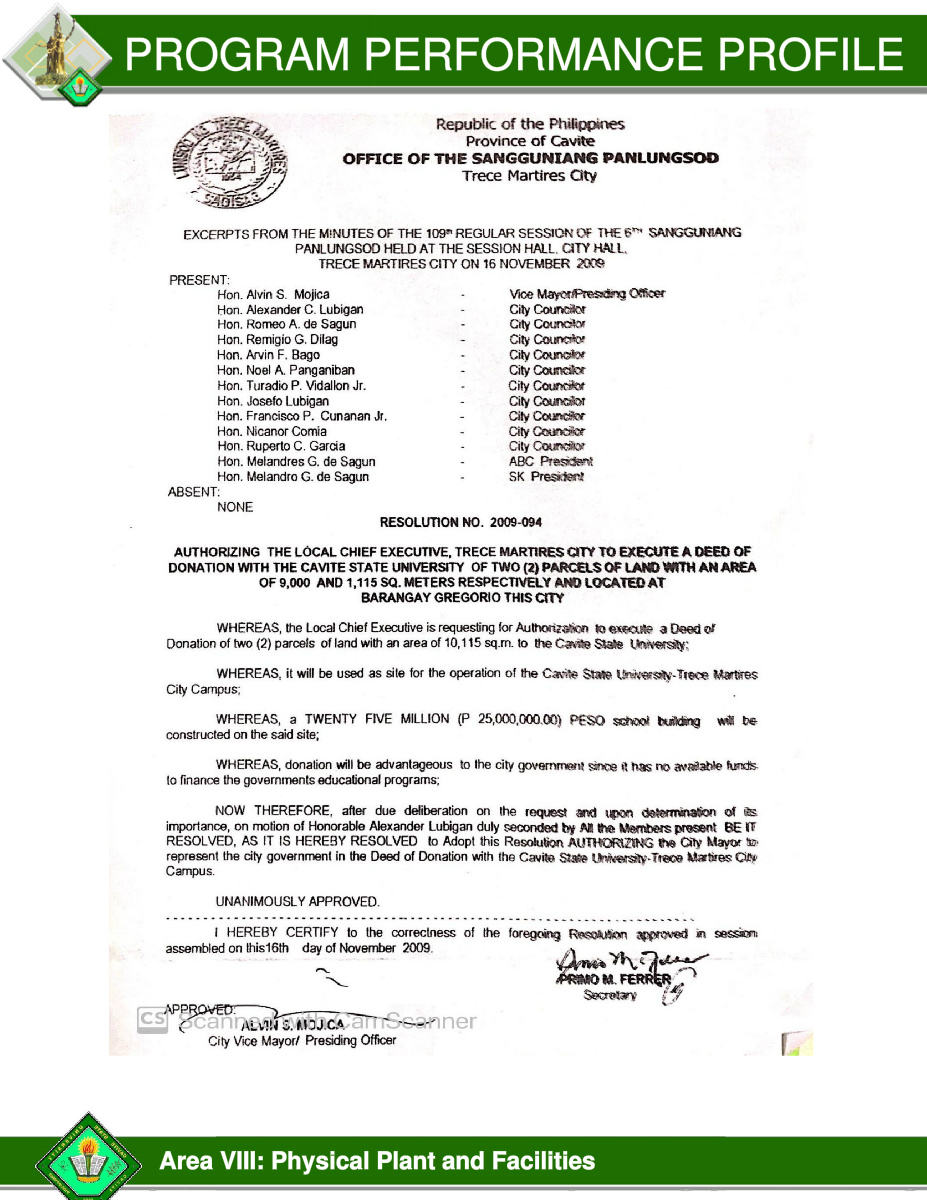 PROGRAM PERFORMANCE PROFILE
LUNGSOD NG TRECE MARTIRES
1954
SAGISAG
Republic of the Philippines
Province of Cavite
OFFICE OF THE SANGGUNIANG PANLUNGSOD
Trece Martires City
EXCERPTS FROM THE MINUTES OF THE 109th REGULAR SESSION OF THE 6TH SANGGUNIANG
PANLUNGSOD HELD AT THE SESSION HALL, CITY HALL,
TRECE MARTIRES CITY ON 16 NOVEMBER 2009
PRESENT:
Hon. Alvin S. Mojica - Vice Mayor/Presiding Officer
Hon. Alexander C. Lubigan - City Councilor
Hon. Romeo A. de Sagun - City Councilor
Hon. Remigio G. Dilag - City Councilor
Hon. Arvin F. Bago - City Councilor
Hon. Noel A. Panganiban - City Councilor
Hon. Turadio P. Vidallon Jr. - City Councilor
Hon. Josefo Lubigan - City Councilor
Hon. Francisco P. Cunanan Jr. - City Councilor
Hon. Nicanor Comia - City Councilor
Hon. Ruperto C. Garcia - City Councilor
Hon. Melandres G. de Sagun - ABC President
Hon. Melandro G. de Sagun - SK President
ABSENT:
NONE
RESOLUTION NO. 2009-094
AUTHORIZING THE LOCAL CHIEF EXECUTIVE, TRECE MARTIRES CITY TO EXECUTE A DEED OF
DONATION WITH THE CAVITE STATE UNIVERSITY OF TWO (2) PARCELS OF LAND WITH AN AREA
OF 9,000 AND 1,115 SQ. METERS RESPECTIVELY AND LOCATED AT
BARANGAY GREGORIO THIS CITY
WHEREAS, the Local Chief Executive is requesting for Authorization to execute a Deed of
Donation of two (2) parcels of land with an area of 10,115 sq.m. to the Cavite State University;
WHEREAS, it will be used as site for the operation of the Cavite State University-Trece Martires
City Campus;
WHEREAS, a TWENTY FIVE MILLION (P 25,000,000.00) PESO school building will be
constructed on the said site;
WHEREAS, donation will be advantageous to the city government since it has no available funds
to finance the governments educational programs;
NOW THEREFORE, after due deliberation on the request and upon determination of its
importance, on motion of Honorable Alexander Lubigan duly seconded by All the Members present BE IT
RESOLVED, AS IT IS HEREBY RESOLVED to Adopt this Resolution AUTHORIZING the City Mayor to
represent the city government in the Deed of Donation with the Cavite State University-Trece Martires City
Campus.
UNANIMOUSLY APPROVED.
I HEREBY CERTIFY to the correctness of the foregoing Resolution approved in session
assembled on this16th day of November 2009.
PRIMO M. FERRER
Secretary
APPROVED:
CS Scanned with CamScanner
ALVIN S. MOJICA
City Vice Mayor/ Presiding Officer
Area VIII: Physical Plant and Facilities